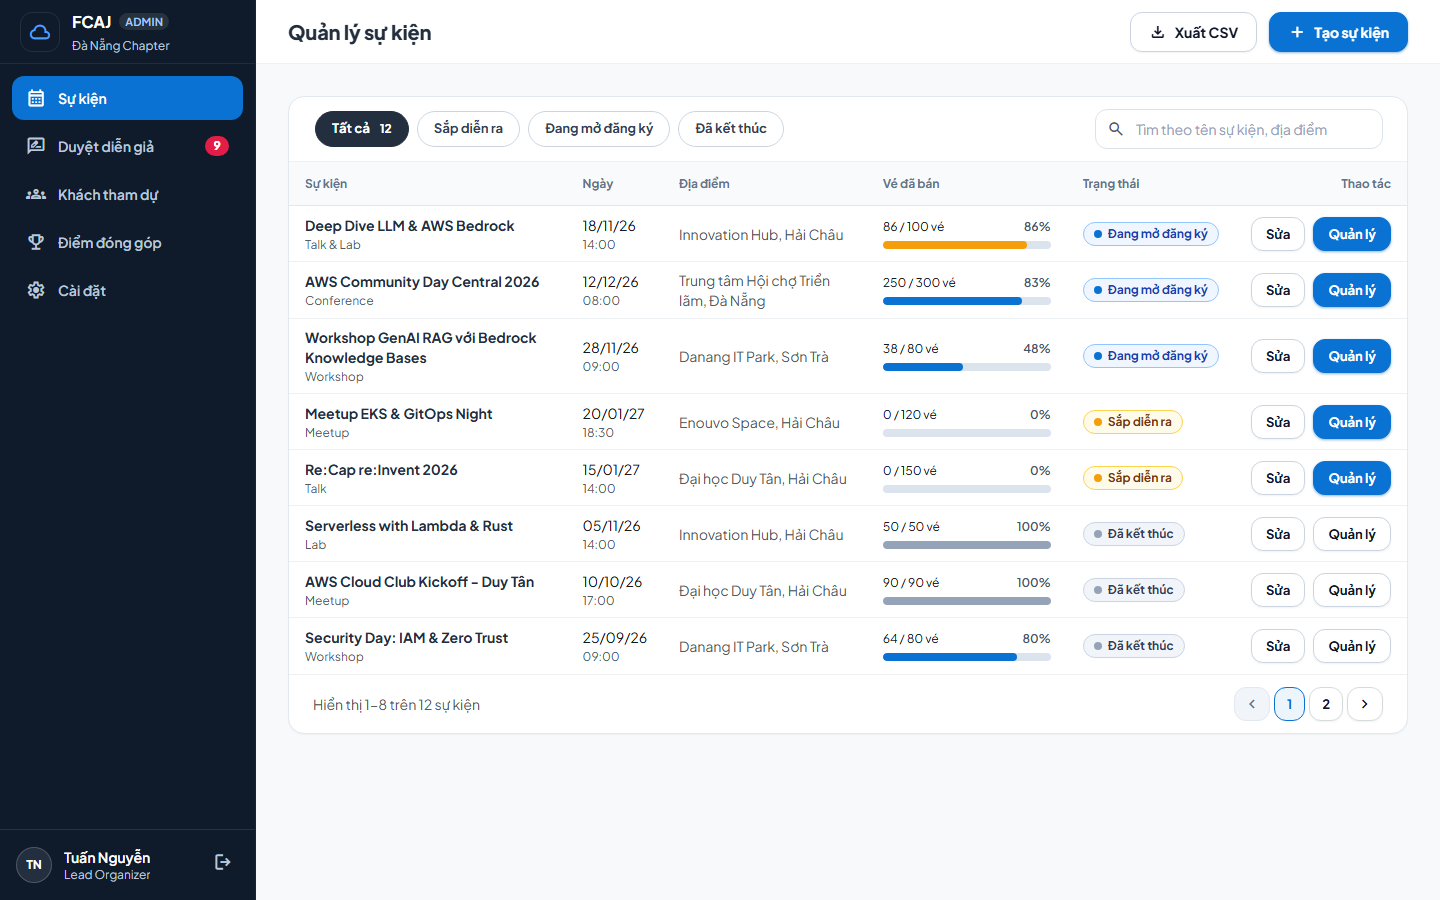 FCAJ ADMIN
Đà Nẵng Chapter
Sự kiện
Duyệt diễn giả 9
Khách tham dự
Điểm đóng góp
Cài đặt
TN
Tuấn Nguyễn
Lead Organizer
Quản lý sự kiện
Xuất CSV
Tạo sự kiện
Tất cả 12
Sắp diễn ra
Đang mở đăng ký
Đã kết thúc
Tìm theo tên sự kiện, địa điểm
Sự kiện Ngày Địa điểm Vé đã bán Trạng thái Thao tác
Deep Dive LLM & AWS Bedrock
Talk & Lab
18/11/26
14:00
Innovation Hub, Hải Châu
86 / 100 vé 86%
Đang mở đăng ký
Sửa Quản lý
AWS Community Day Central 2026
Conference
12/12/26
08:00
Trung tâm Hội chợ Triển
lãm, Đà Nẵng
250 / 300 vé 83%
Đang mở đăng ký
Sửa Quản lý
Workshop GenAI RAG với Bedrock
Knowledge Bases
Workshop
28/11/26
09:00
Danang IT Park, Sơn Trà
38 / 80 vé 48%
Đang mở đăng ký
Sửa Quản lý
Meetup EKS & GitOps Night
Meetup
20/01/27
18:30
Enouvo Space, Hải Châu
0 / 120 vé 0%
Sắp diễn ra
Sửa Quản lý
Re:Cap re:Invent 2026
Talk
15/01/27
14:00
Đại học Duy Tân, Hải Châu
0 / 150 vé 0%
Sắp diễn ra
Sửa Quản lý
Serverless with Lambda & Rust
Lab
05/11/26
14:00
Innovation Hub, Hải Châu
50 / 50 vé 100%
Đã kết thúc
Sửa Quản lý
AWS Cloud Club Kickoff – Duy Tân
Meetup
10/10/26
17:00
Đại học Duy Tân, Hải Châu
90 / 90 vé 100%
Đã kết thúc
Sửa Quản lý
Security Day: IAM & Zero Trust
Workshop
25/09/26
09:00
Danang IT Park, Sơn Trà
64 / 80 vé 80%
Đã kết thúc
Sửa Quản lý
Hiển thị 1–8 trên 12 sự kiện
1 2